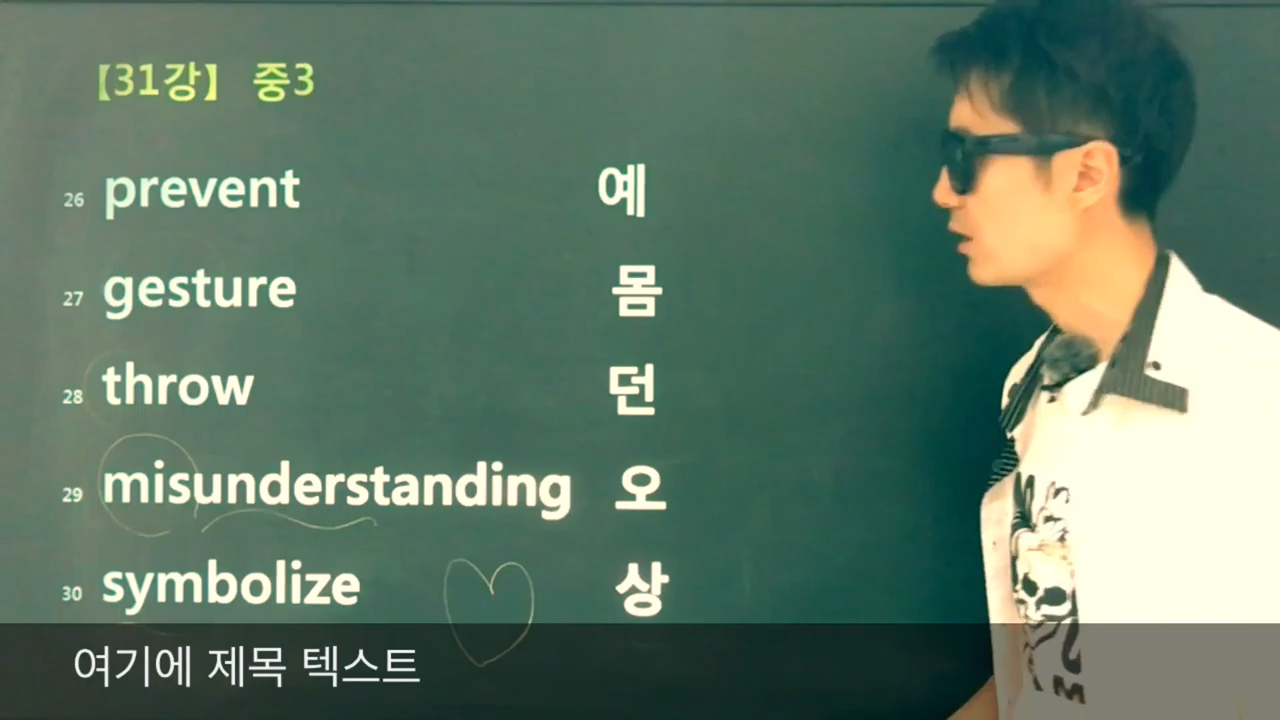 【31강】 중3
26 prevent 예
27 gesture 몸
28 throw 던
29 misunderstanding 오
30 symbolize 상
여기에 제목 텍스트
M